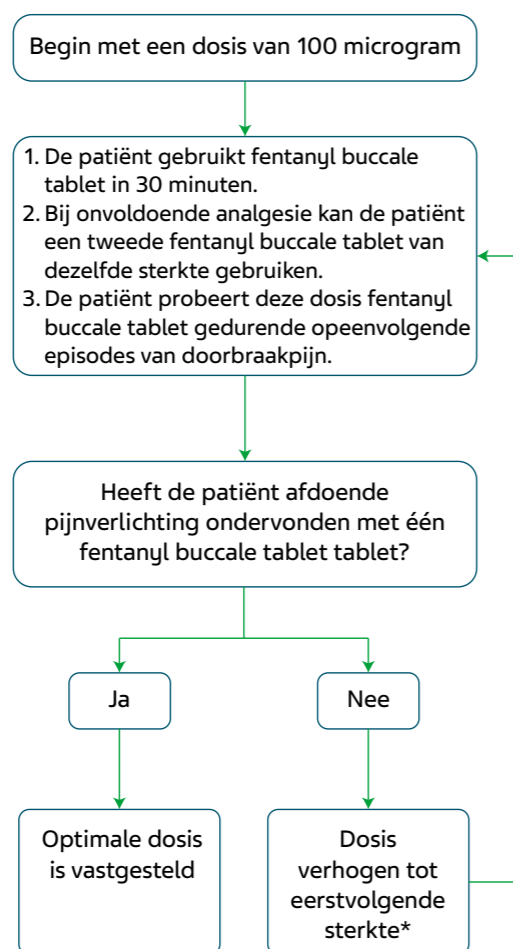 Begin met een dosis van 100 microgram
1. De patiënt gebruikt fentanyl buccale
tablet in 30 minuten.
2. Bij onvoldoende analgesie kan de patiënt
een tweede fentanyl buccale tablet van
dezelfde sterkte gebruiken.
3. De patiënt probeert deze dosis fentanyl
buccale tablet gedurende opeenvolgende
episodes van doorbraakpijn.
Heeft de patiënt afdoende
pijnverlichting ondervonden met één
fentanyl buccale tablet tablet?
Ja
Nee
Optimale dosis
is vastgesteld
Dosis
verhogen tot
eerstvolgende
sterkte*